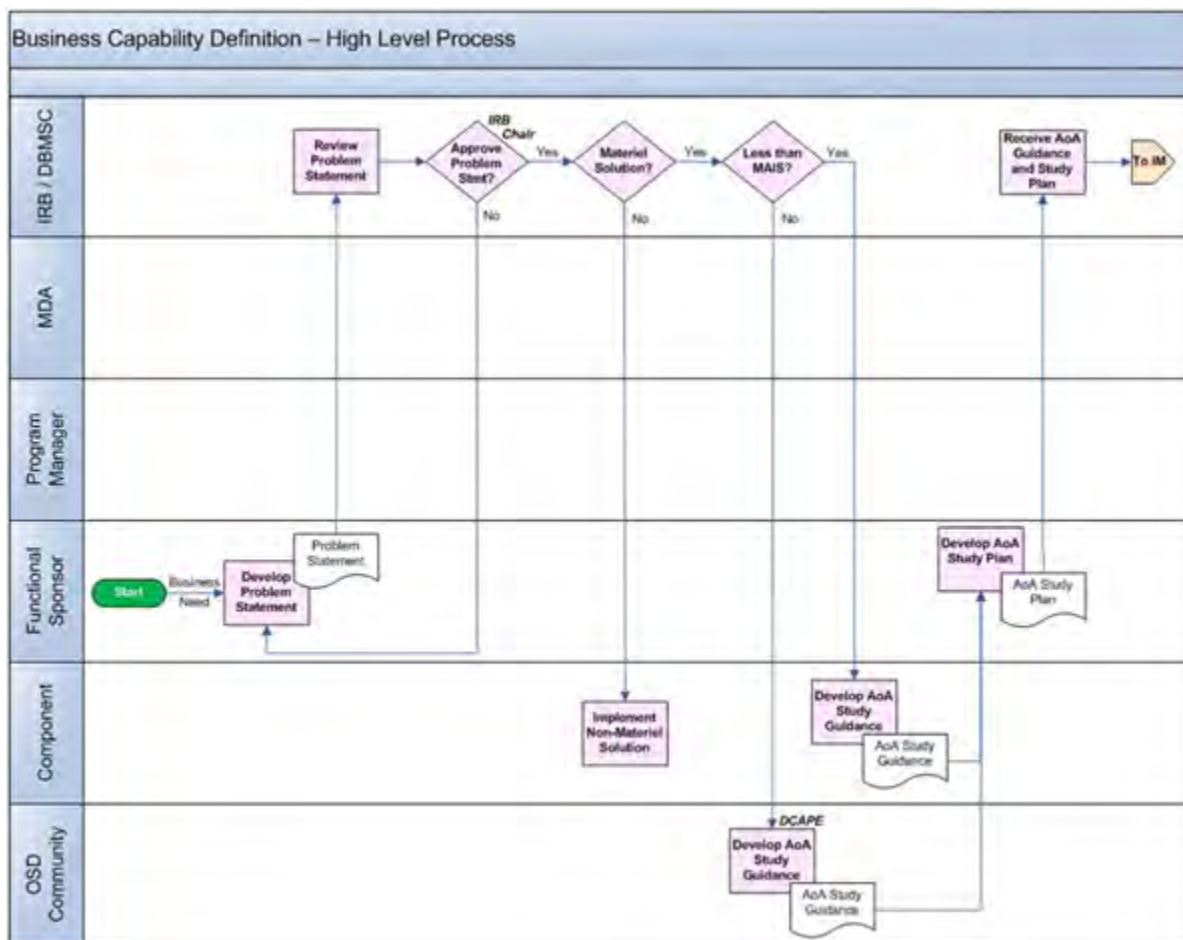 Business Capability Definition – High Level Process
IRB / DBMSC
Review
Problem
Statement
IRB
Chair
Approve
Problem
Stmt?
Yes
No
Materiel
Solution?
Yes
No
Less than
MAIS?
Yes
No
Receive AoA
Guidance
and Study
Plan
To IM
MDA
Program
Manager
Functional
Sponsor
Start
Business
Need
Develop
Problem
Statement
Problem
Statement
Develop AoA
Study Plan
AoA Study
Plan
Component
Implement
Non-Materiel
Solution
Develop AoA
Study
Guidance
AoA Study
Guidance
OSD
Community
DCAPE
Develop AoA
Study
Guidance
AoA Study
Guidance